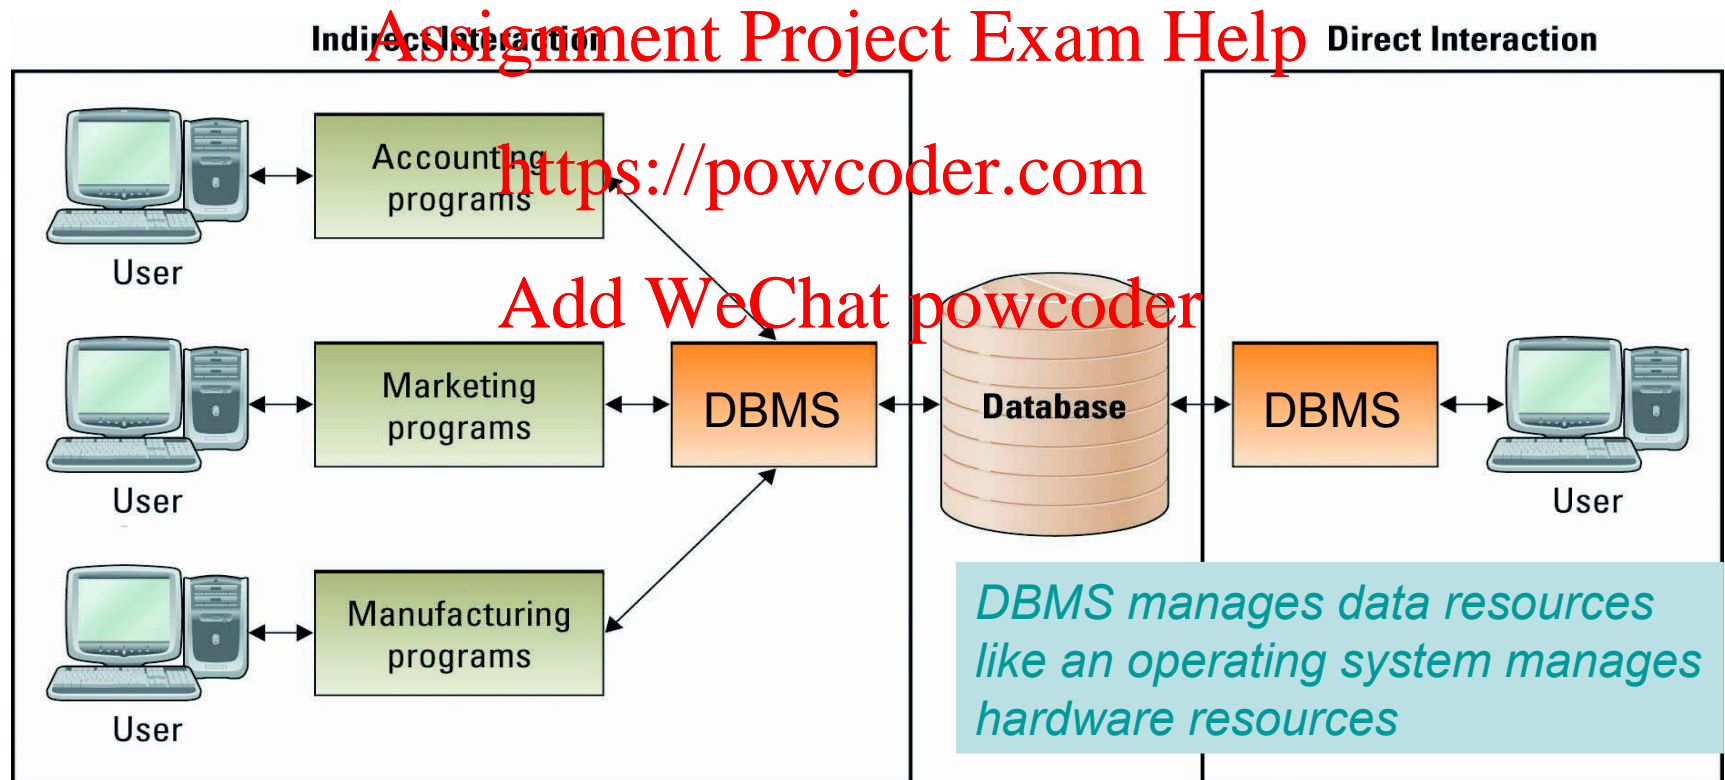 Indirect Interaction
Assignment Project Exam Help
Direct Interaction
Accounting
programs
https://powcoder.com
User
Add WeChat powcoder
Marketing
programs
DBMS
Database
DBMS
User
User
Manufacturing
programs
User
DBMS manages data resources
like an operating system manages
hardware resources